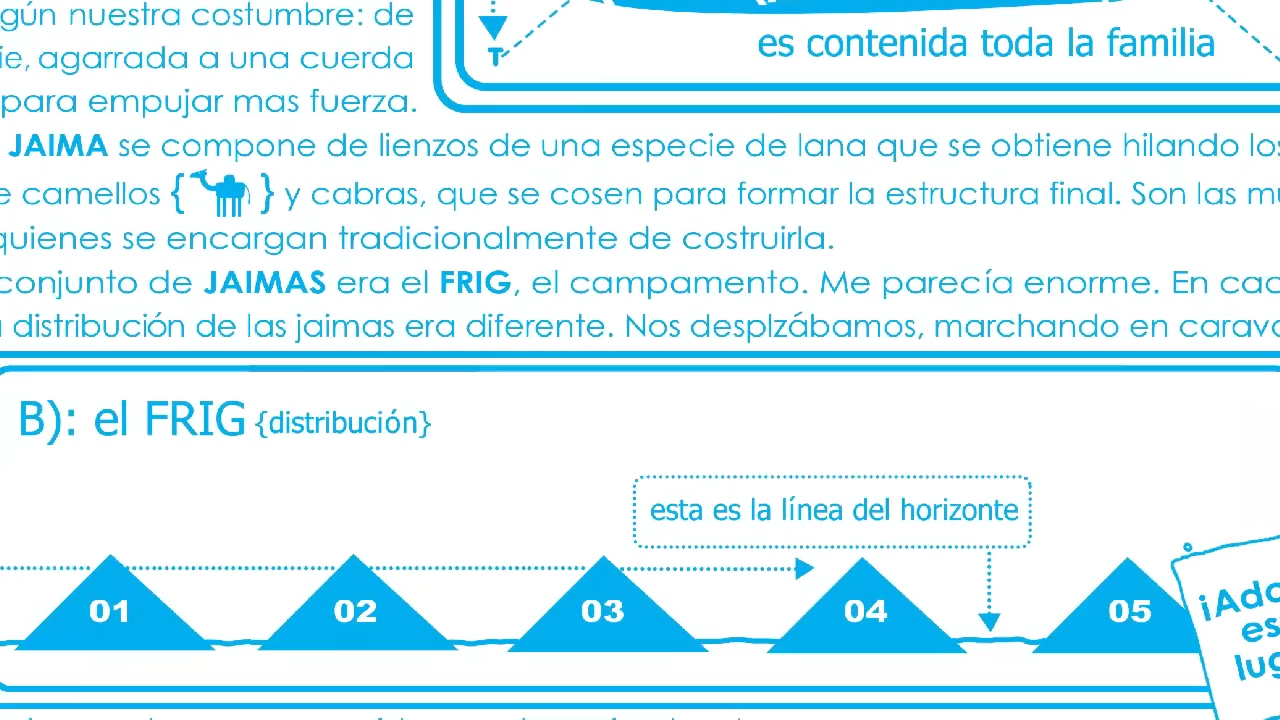 gún nuestra costumbre: de
ie, agarrada a una cuerda
para empujar mas fuerza.
T
es contenida toda la familia
JAIMA se compone de lienzos de una especie de lana que se obtiene hilando los
e camellos { } y cabras, que se cosen para formar la estructura final. Son las mu
quienes se encargan tradicionalmente de costruirla.
conjunto de JAIMAS era el FRIG, el campamento. Me parecía enorme. En cad
distribución de las jaimas era diferente. Nos desplzábamos, marchando en carava
B): el FRIG {distribución}
esta es la línea del horizonte
01 02 03 04 05
¡Ado
es
lug